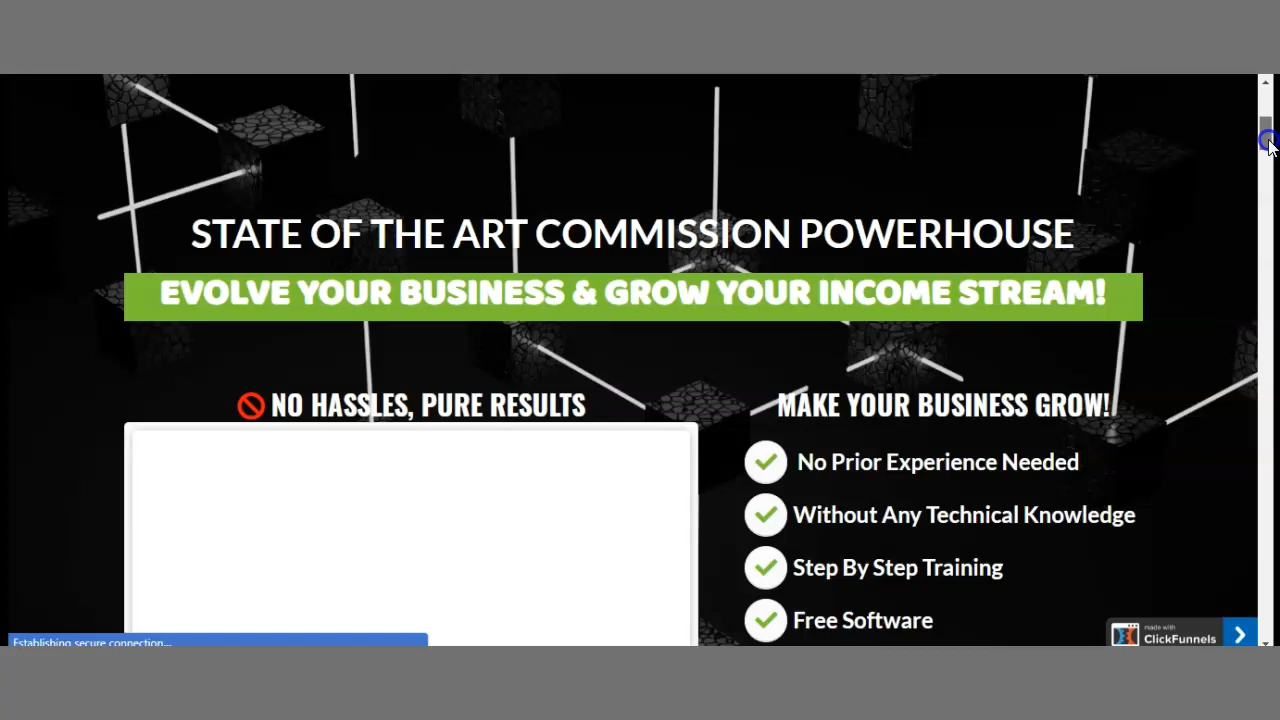 STATE OF THE ART COMMISSION POWERHOUSE
EVOLVE YOUR BUSINESS & GROW YOUR INCOME STREAM!
🚫 NO HASSLES, PURE RESULTS
MAKE YOUR BUSINESS GROW!
No Prior Experience Needed
Without Any Technical Knowledge
Step By Step Training
Free Software
made with
ClickFunnels
Establishing secure connection...